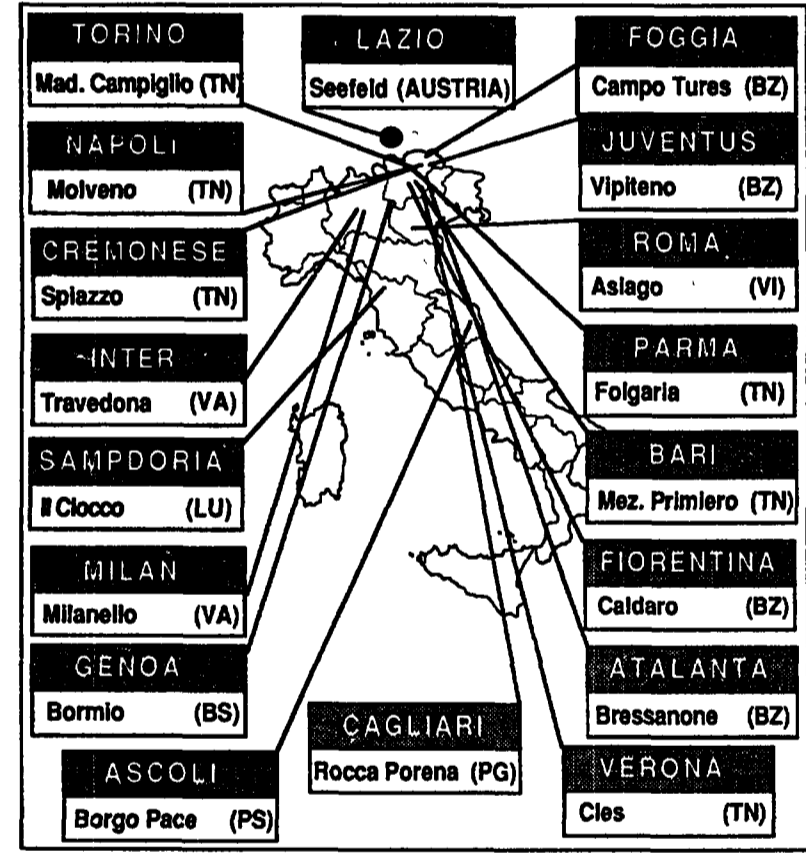 TORINO
Mad. Campiglio (TN)
LAZIO
Seefeld (AUSTRIA)
FOGGIA
Campo Tures (BZ)
NAPOLI
Molveno (TN)
JUVENTUS
Vipiteno (BZ)
CREMONESE
Spiazzo (TN)
ROMA
Asiago (VI)
INTER
Travedona (VA)
PARMA
Folgaria (TN)
SAMPDORIA
Il Ciocco (LU)
BARI
Mez. Primiero (TN)
MILAN
Milanello (VA)
FIORENTINA
Caldaro (BZ)
GENOA
Bormio (BS)
ATALANTA
Bressanone (BZ)
CAGLIARI
Rocca Porena (PG)
ASCOLI
Borgo Pace (PS)
VERONA
Cles (TN)